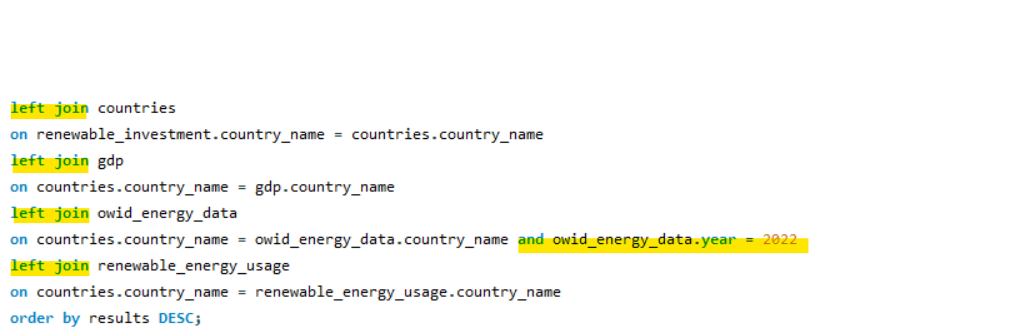 left join countries
on renewable_investment.country_name = countries.country_name
left join gdp
on countries.country_name = gdp.country_name
left join owid_energy_data
on countries.country_name = owid_energy_data.country_name and owid_energy_data.year = 2022
left join renewable_energy_usage
on countries.country_name = renewable_energy_usage.country_name
order by results DESC;